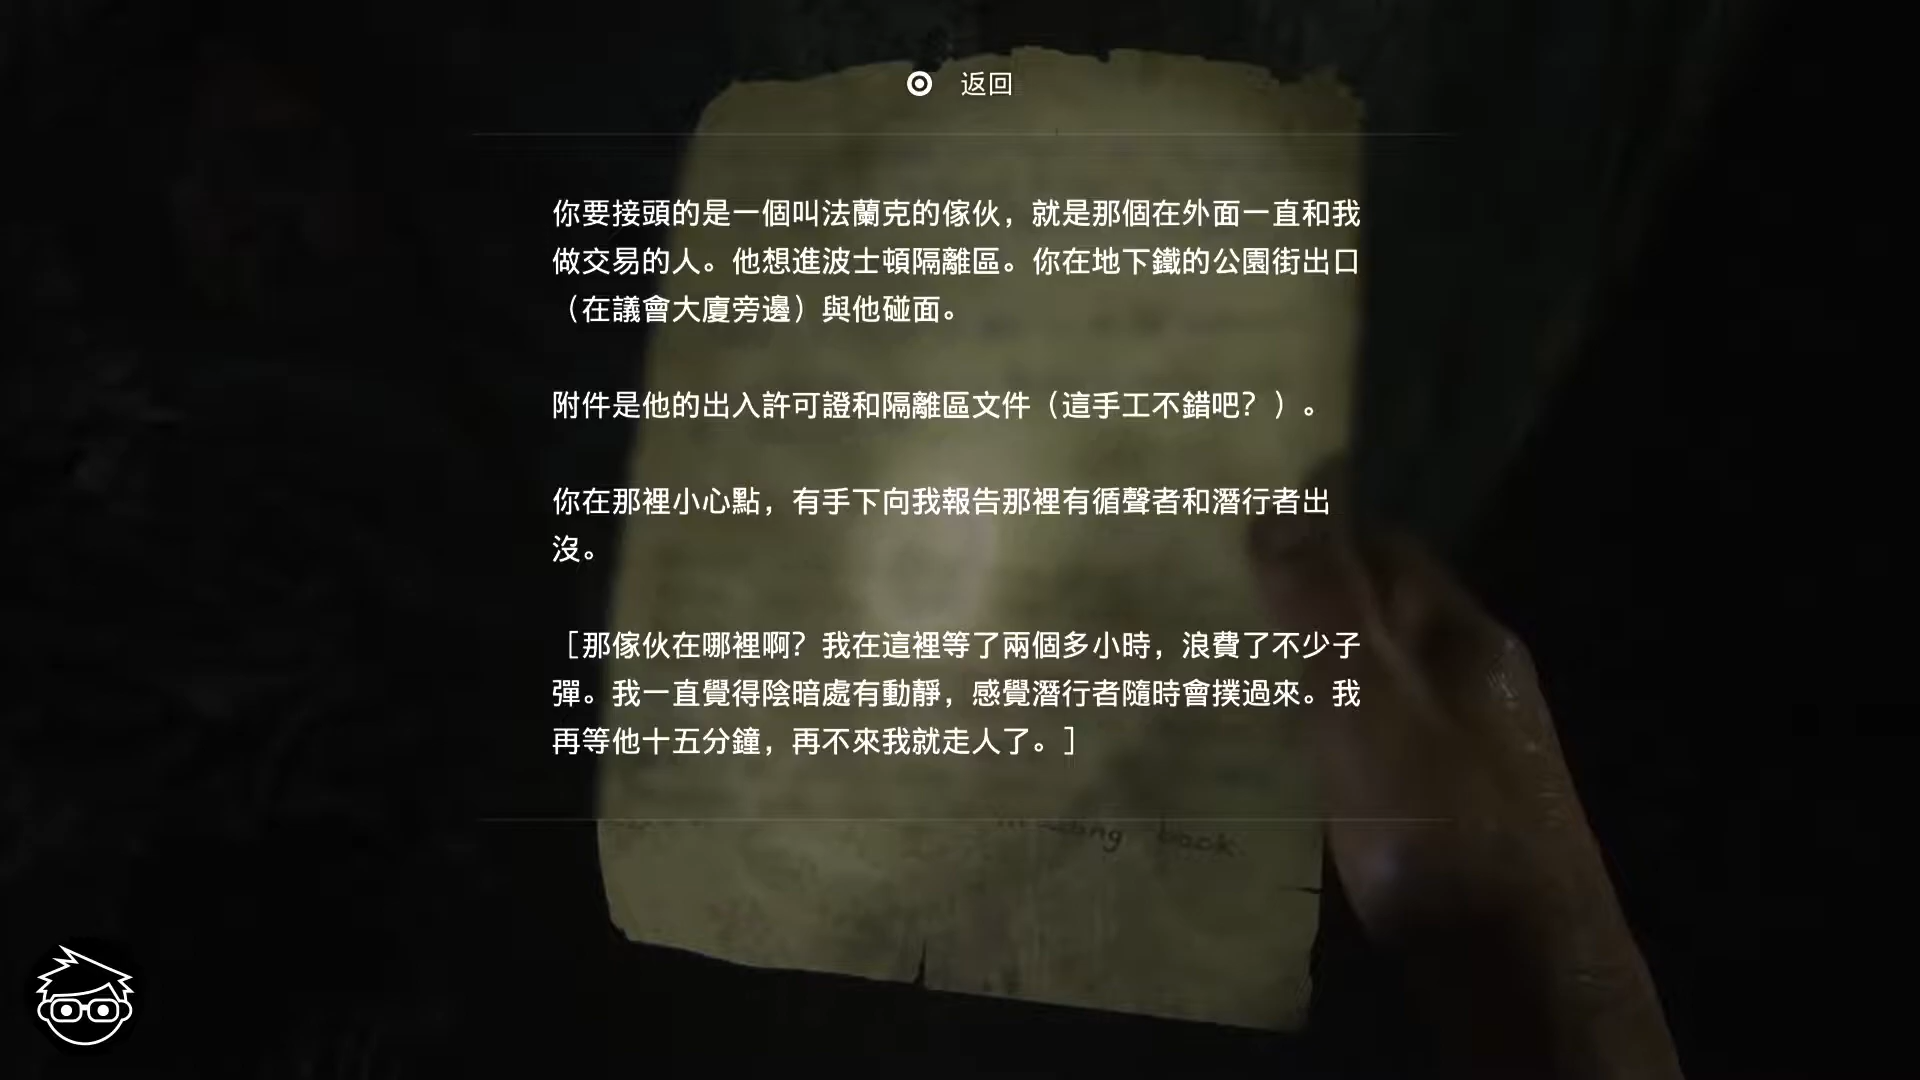 返回
你要接頭的是一個叫法蘭克的傢伙，就是那個在外面一直和我
做交易的人。他想進波士頓隔離區。你在地下鐵的公園街出口
（在議會大廈旁邊）與他碰面。
附件是他的出入許可證和隔離區文件（這手工不錯吧？）。
你在那裡小心點，有手下向我報告那裡有循聲者和潛行者出
沒。
［那傢伙在哪裡啊？我在這裡等了兩個多小時，浪費了不少子
彈。我一直覺得陰暗處有動靜，感覺潛行者隨時會撲過來。我
再等他十五分鐘，再不來我就走人了。］
book.